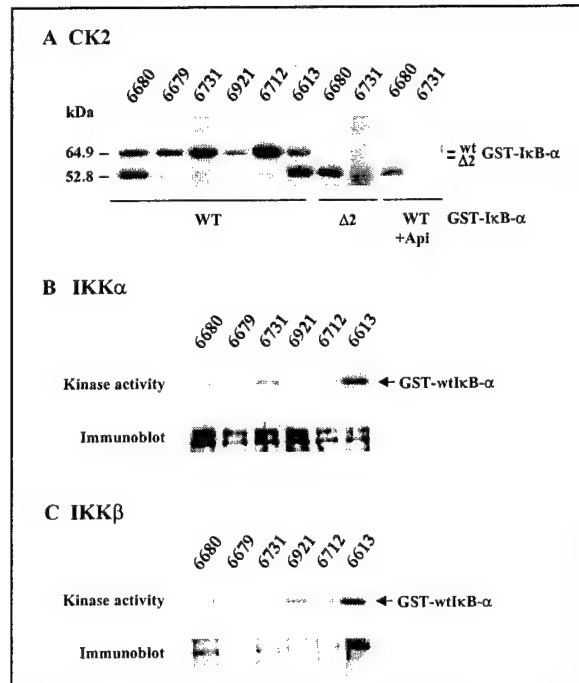 A CK2
6680 6679 6731 6921 6712 6613 6680 6731 6680 6731
kDa
64.9
wt
Δ2 GST-IκB-α
52.8
WT Δ2 WT +Api GST-IκB-α
B IKKα
6680 6679 6731 6921 6712 6613
Kinase activity GST-wtIκB-α
Immunoblot
C IKKβ
6680 6679 6731 6921 6712 6613
Kinase activity GST-wtIκB-α
Immunoblot